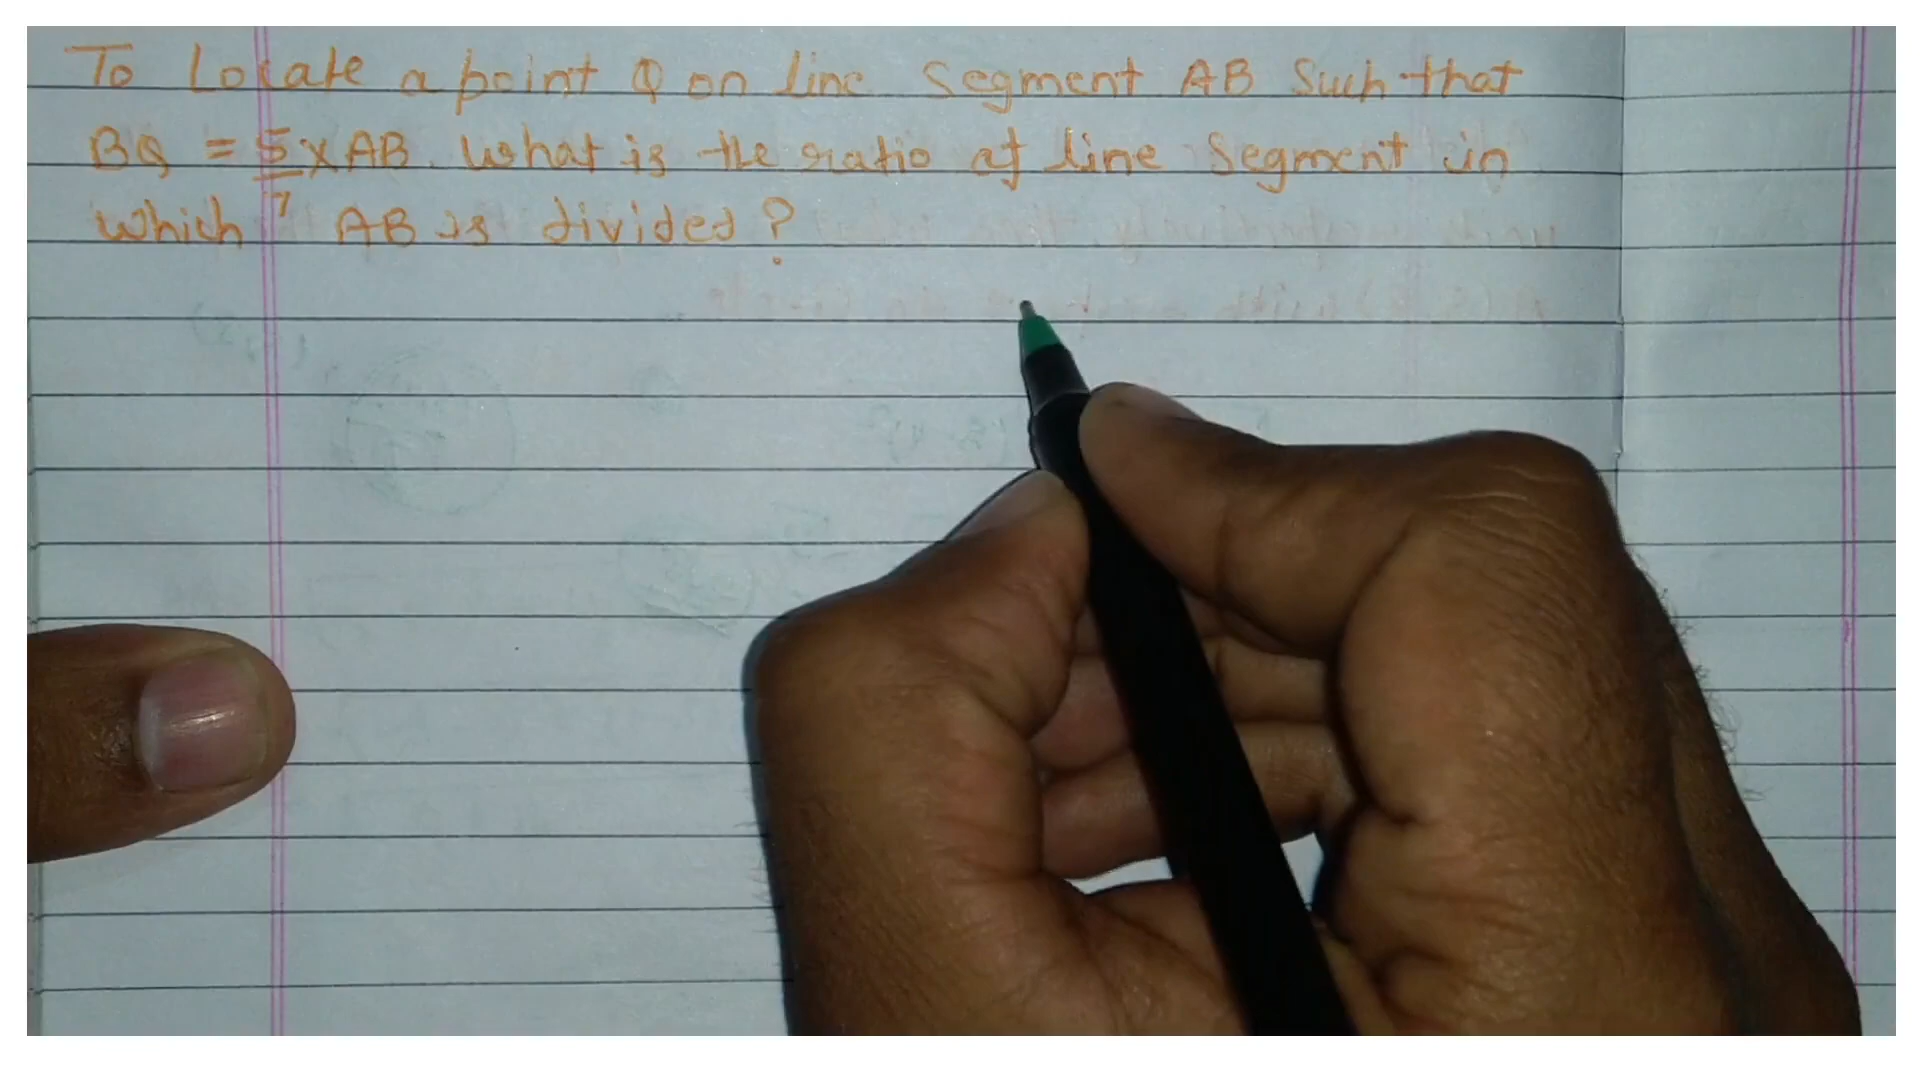 To Locate a point Q on line segment AB Such that
BQ = 5/7 X AB. What is the ratio of line segment in
which AB is divided ?